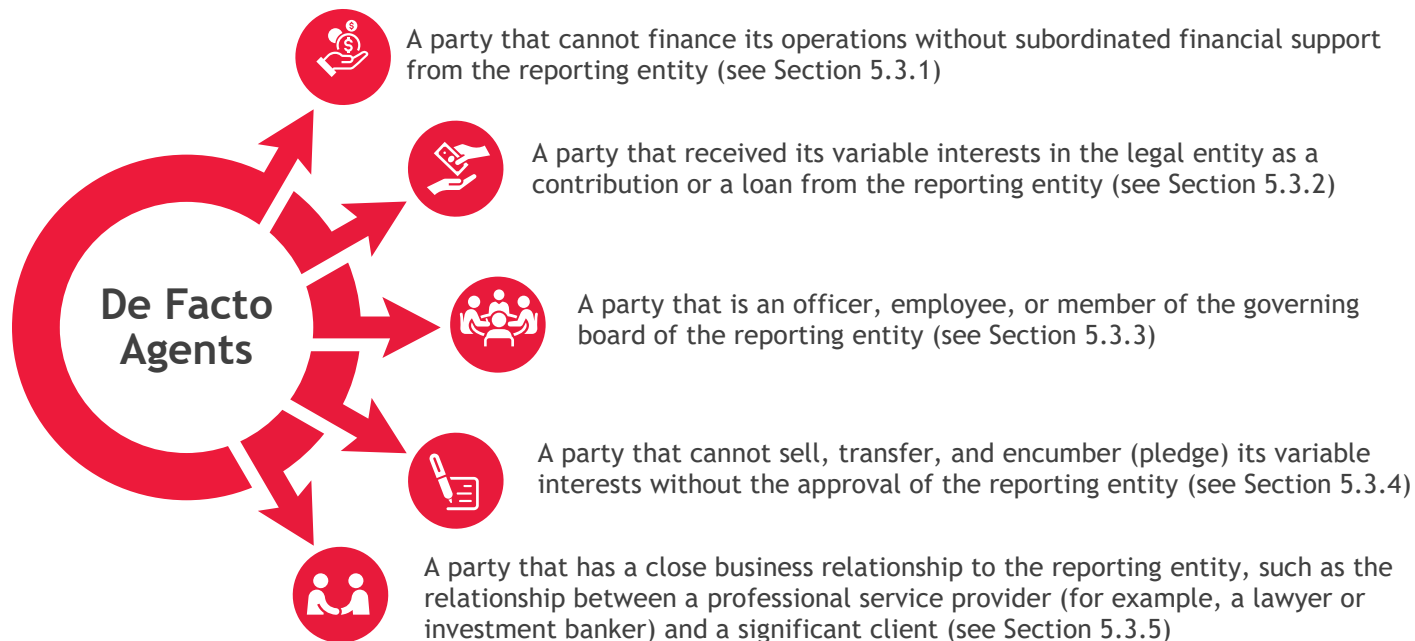 A party that cannot finance its operations without subordinated financial support
from the reporting entity (see Section 5.3.1)
A party that received its variable interests in the legal entity as a
contribution or a loan from the reporting entity (see Section 5.3.2)
De Facto
Agents
A party that is an officer, employee, or member of the governing
board of the reporting entity (see Section 5.3.3)
A party that cannot sell, transfer, and encumber (pledge) its variable
interests without the approval of the reporting entity (see Section 5.3.4)
A party that has a close business relationship to the reporting entity, such as the
relationship between a professional service provider (for example, a lawyer or
investment banker) and a significant client (see Section 5.3.5)